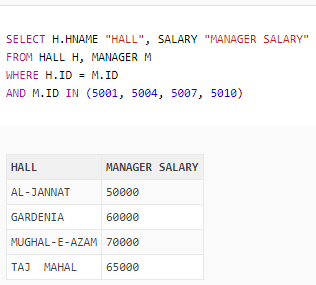 SELECT H.HNAME "HALL", SALARY "MANAGER SALARY"
FROM HALL H, MANAGER M
WHERE H.ID = M.ID
AND M.ID IN (5001, 5004, 5007, 5010)
HALL MANAGER SALARY
AL-JANNAT 50000
GARDENIA 60000
MUGHAL-E-AZAM 70000
TAJ  MAHAL 65000